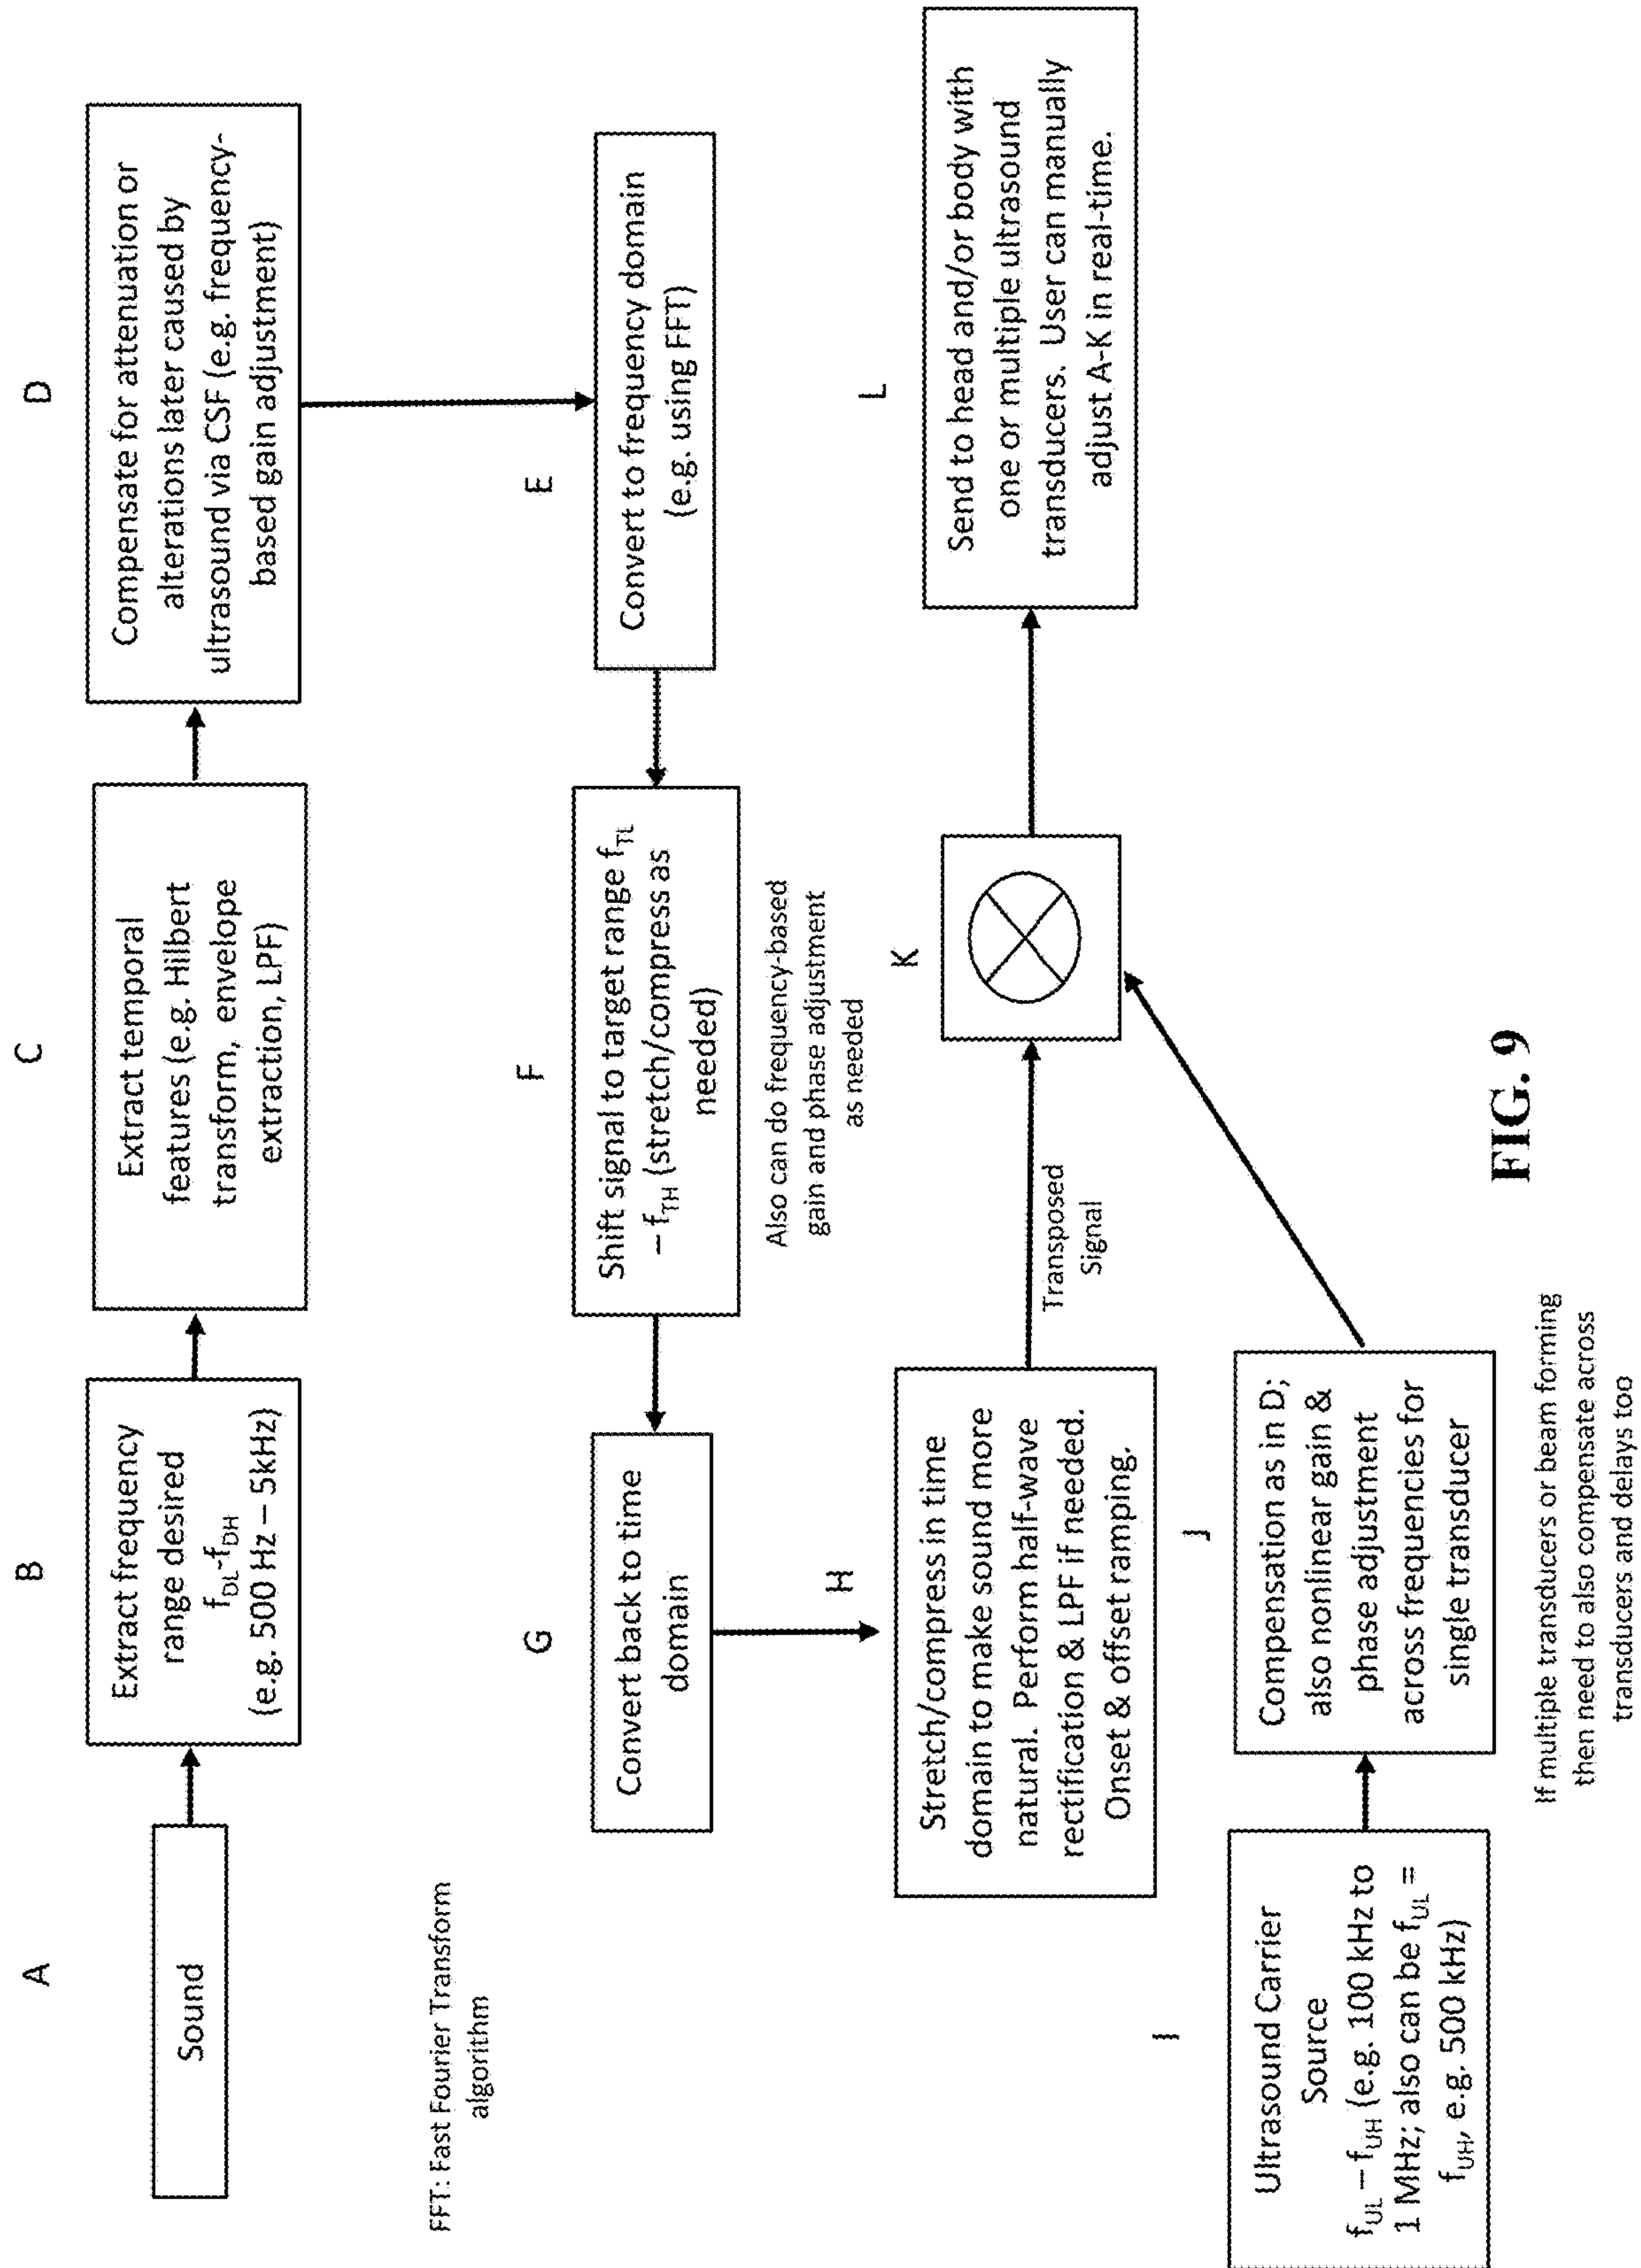 A
Sound
B
Extract frequency
range desired
f_DL-f_DH
(e.g. 500 Hz – 5kHz)
C
Extract temporal
features (e.g. Hilbert
transform, envelope
extraction, LPF)
D
Compensate for attenuation or
alterations later caused by
ultrasound via CSF (e.g. frequency-
based gain adjustment)
FFT: Fast Fourier Transform
algorithm
E
Convert to frequency domain
(e.g. using FFT)
F
Shift signal to target range f_TL
– f_TH (stretch/compress as
needed)
Also can do frequency-based
gain and phase adjustment
as needed
G
Convert back to time
domain
H
Stretch/compress in time
domain to make sound more
natural. Perform half-wave
rectification & LPF if needed.
Onset & offset ramping.
Transposed
Signal
I
Ultrasound Carrier
Source
f_UL – f_UH (e.g. 100 kHz to
1 MHz; also can be f_UL =
f_UH, e.g. 500 kHz)
J
Compensation as in D;
also nonlinear gain &
phase adjustment
across frequencies for
single transducer
If multiple transducers or beam forming
then need to also compensate across
transducers and delays too
K
L
Send to head and/or body with
one or multiple ultrasound
transducers. User can manually
adjust A-K in real-time.
FIG. 9